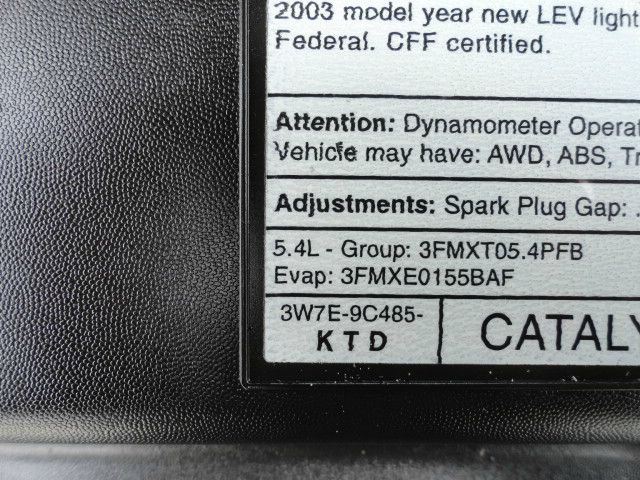 2003 model year new LEV light
Federal. CFF certified.
Attention: Dynamometer Operat
Vehicle may have: AWD, ABS, Tr
Adjustments: Spark Plug Gap:
5.4L - Group: 3FMXT05.4PFB
Evap: 3FMXE0155BAF
3W7E-9C485-
KTD
CATALY